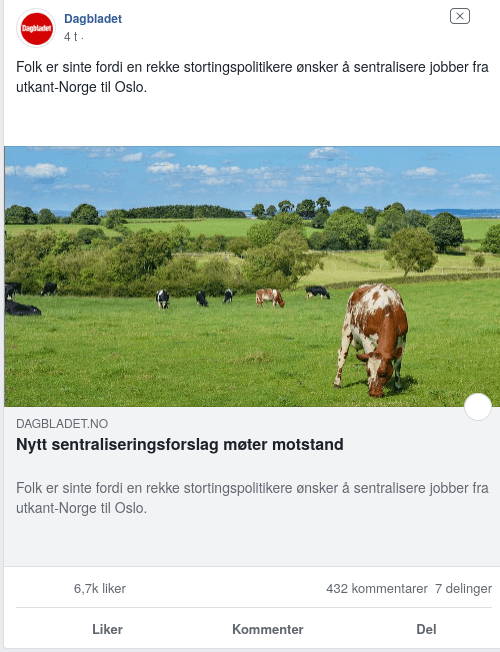 Dagbladet
Dagbladet
4 t ·
Folk er sinte fordi en rekke stortingspolitikere ønsker å sentralisere jobber fra
utkant-Norge til Oslo.
DAGBLADET.NO
Nytt sentraliseringsforslag møter motstand
Folk er sinte fordi en rekke stortingspolitikere ønsker å sentralisere jobber fra
utkant-Norge til Oslo.
6,7k liker 432 kommentarer 7 delinger
Liker Kommenter Del